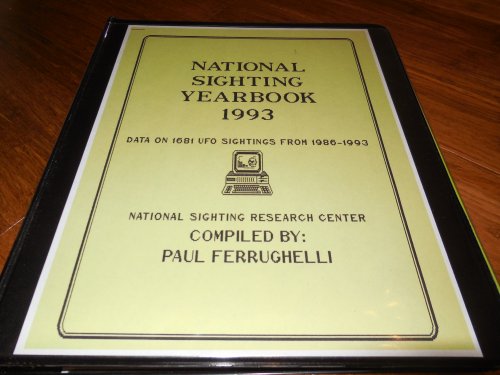 NATIONAL
SIGHTING
YEARBOOK
1993
DATA ON 1681 UFO SIGHTINGS FROM 1986-1993
NATIONAL SIGHTING RESEARCH CENTER
COMPILED BY:
PAUL FERRUGHELLI